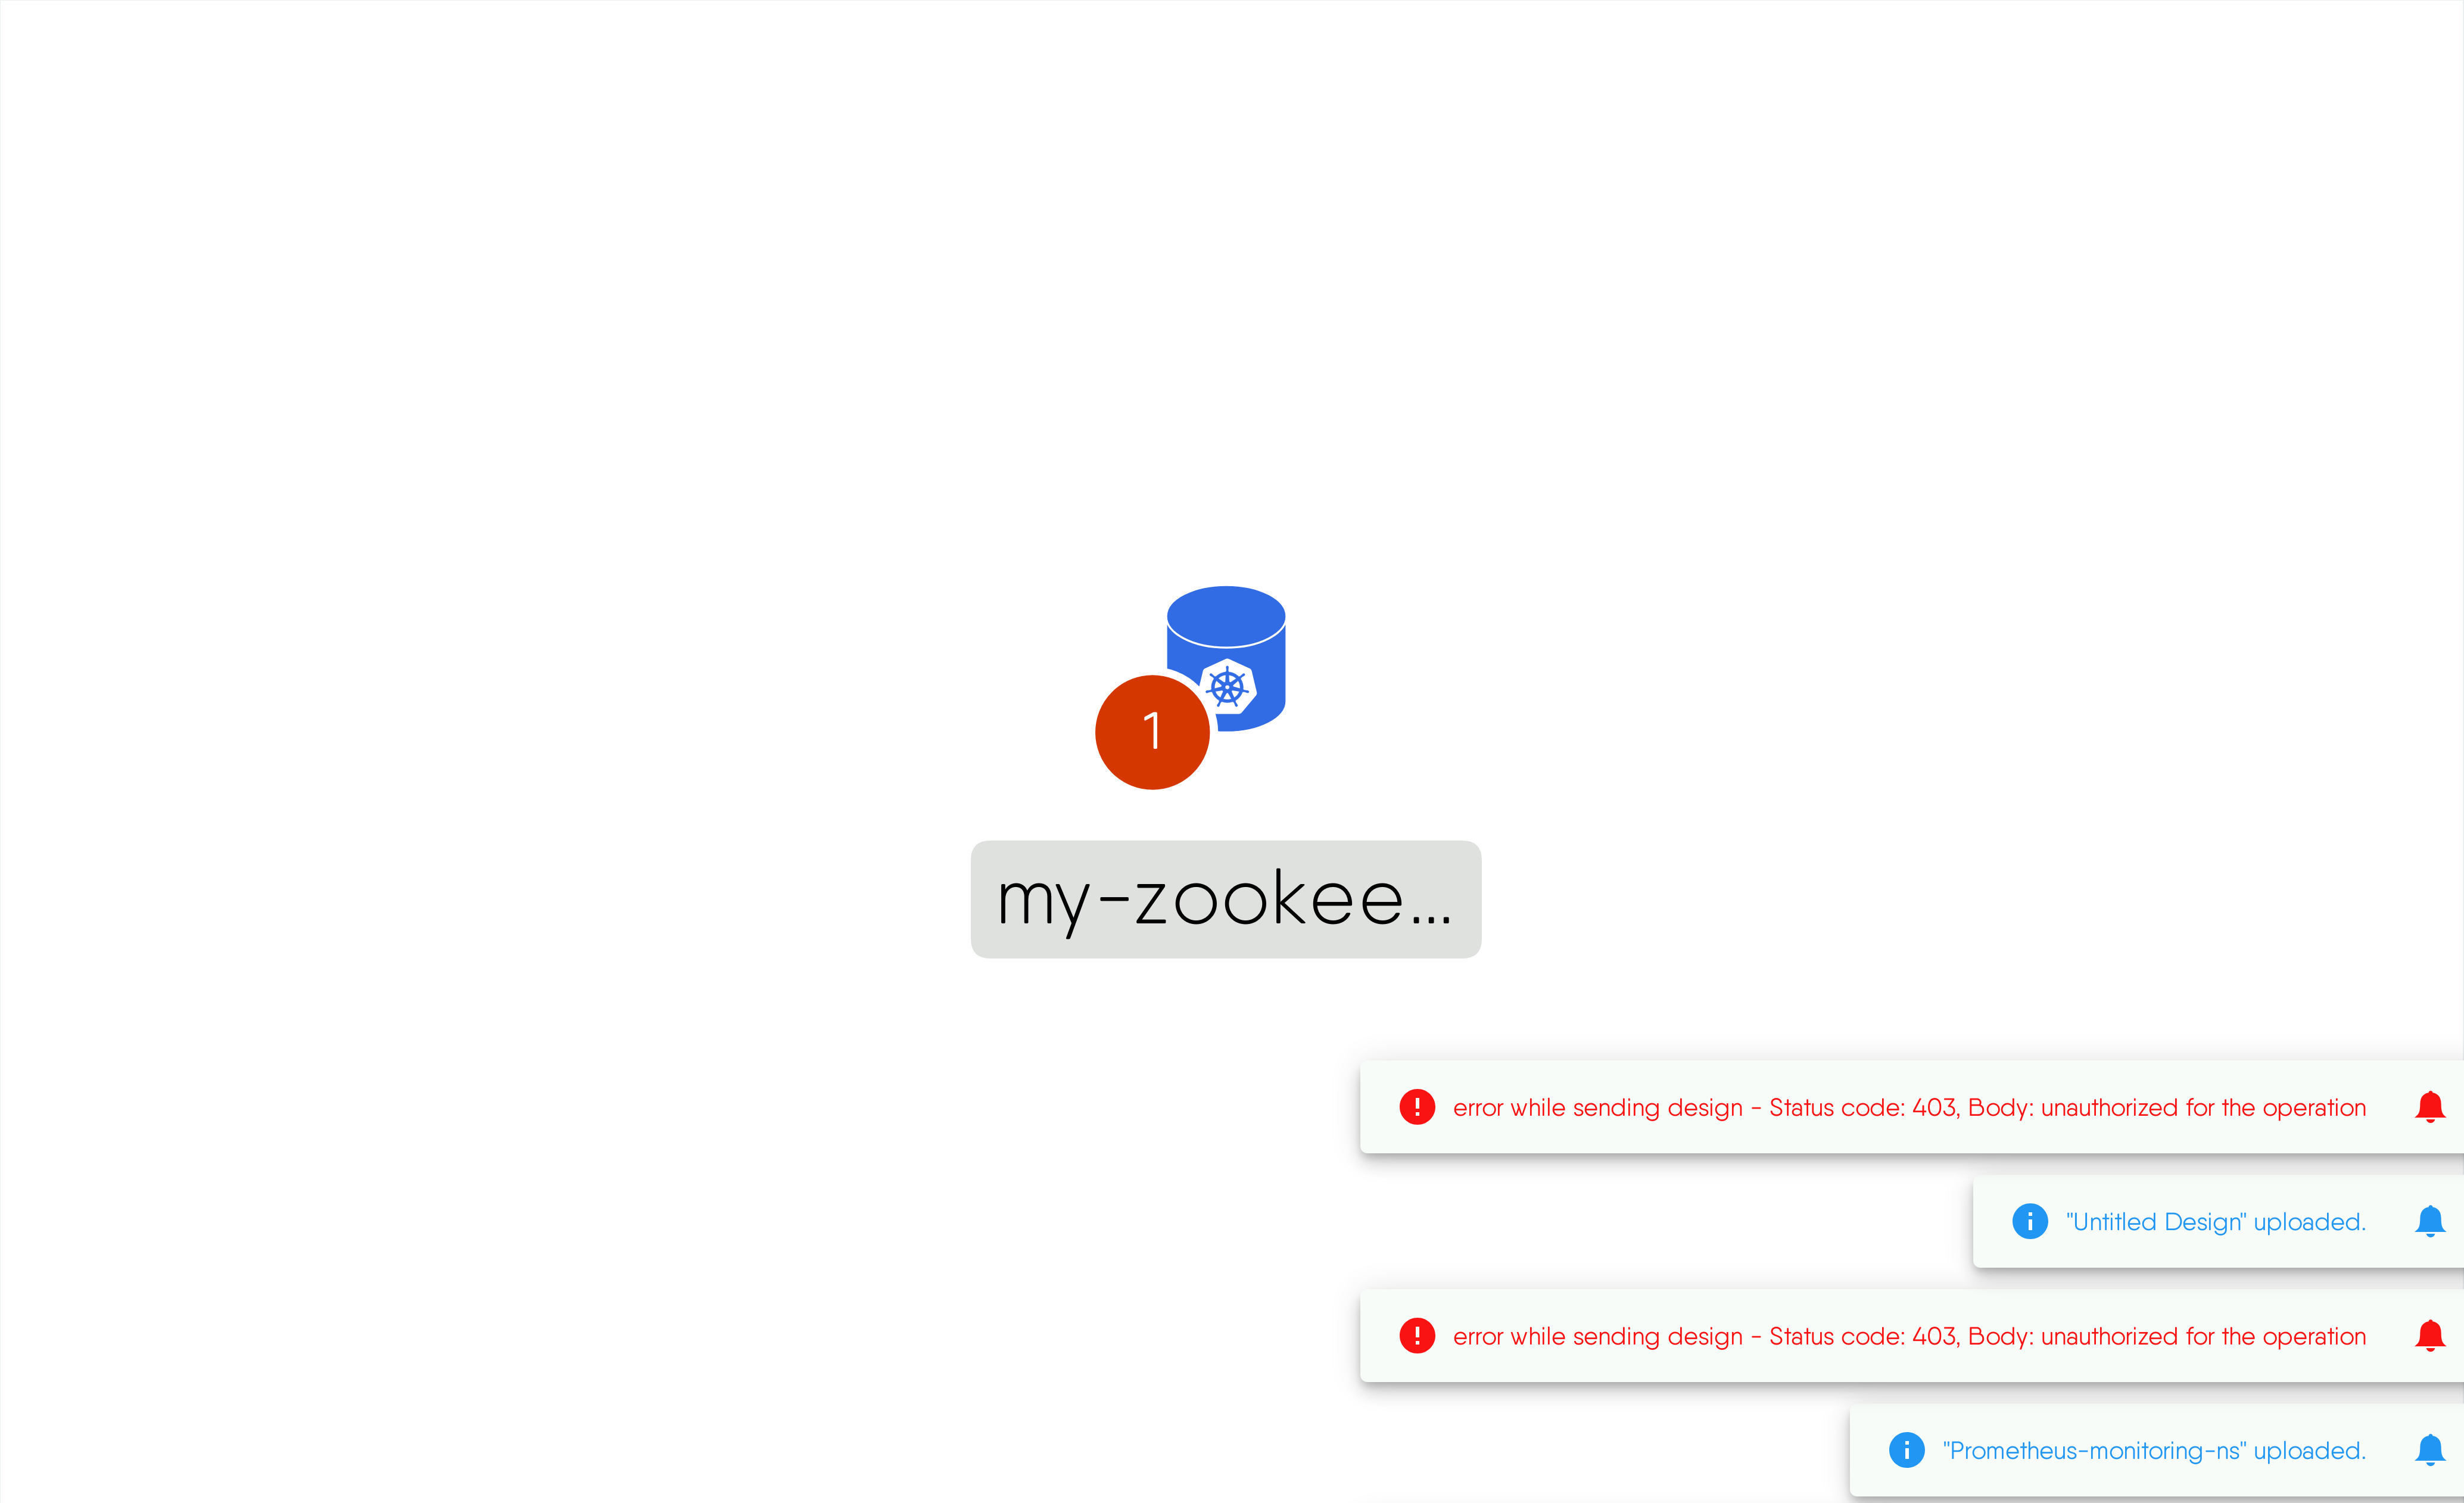 1
my-zookee...
error while sending design - Status code: 403, Body: unauthorized for the operation
"Untitled Design" uploaded.
error while sending design - Status code: 403, Body: unauthorized for the operation
"Prometheus-monitoring-ns" uploaded.